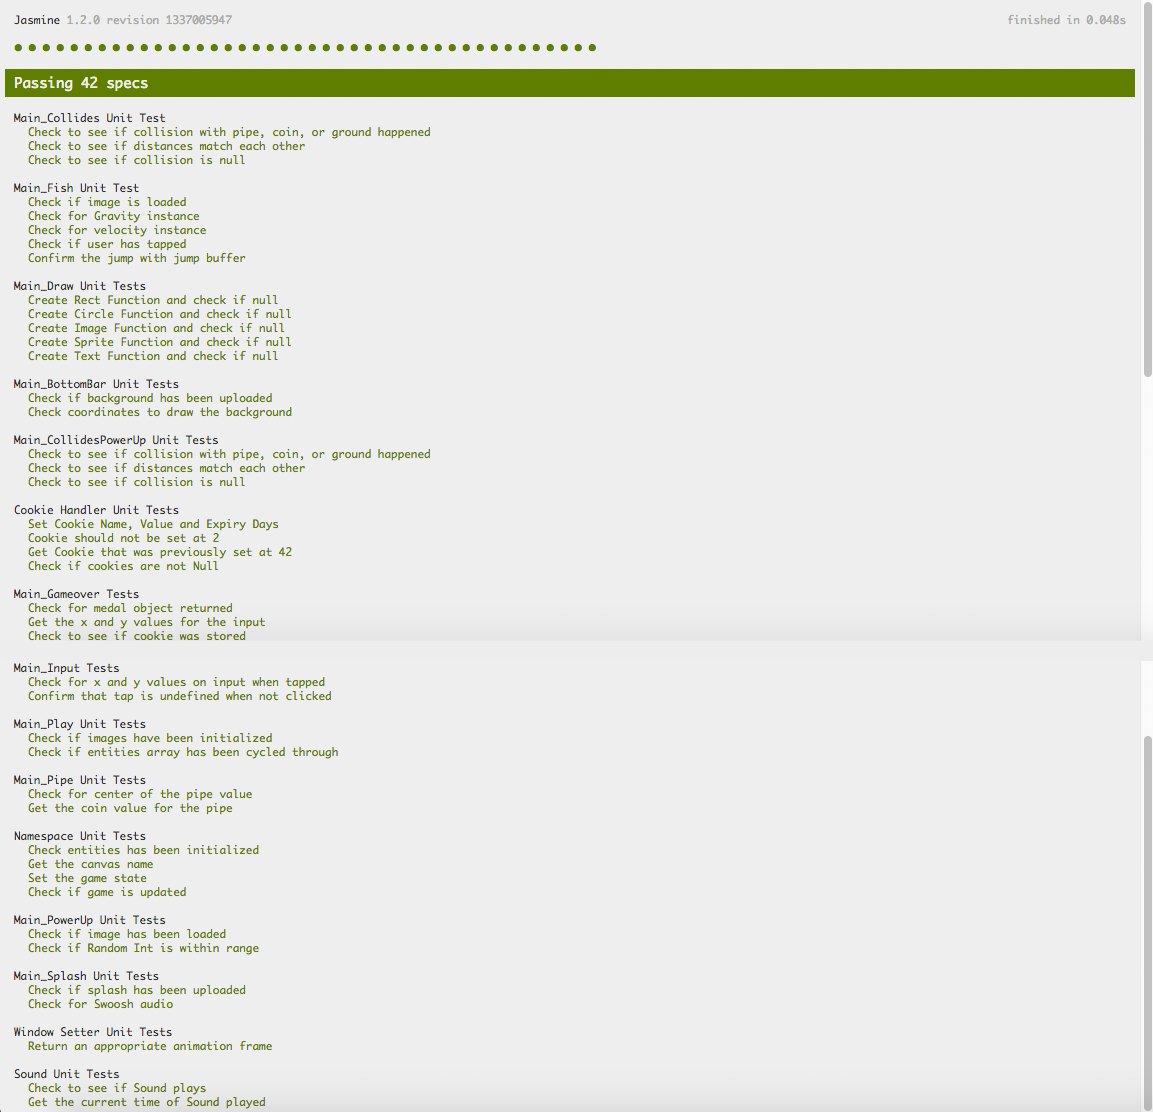 Jasmine 1.2.0 revision 1337005947
finished in 0.048s
Passing 42 specs
Main_Collides Unit Test
Check to see if collision with pipe, coin, or ground happened
Check to see if distances match each other
Check to see if collision is null
Main_Fish Unit Test
Check if image is loaded
Check for Gravity instance
Check for velocity instance
Check if user has tapped
Confirm the jump with jump buffer
Main_Draw Unit Tests
Create Rect Function and check if null
Create Circle Function and check if null
Create Image Function and check if null
Create Sprite Function and check if null
Create Text Function and check if null
Main_BottomBar Unit Tests
Check if background has been uploaded
Check coordinates to draw the background
Main_CollidesPowerUp Unit Tests
Check to see if collision with pipe, coin, or ground happened
Check to see if distances match each other
Check to see if collision is null
Cookie Handler Unit Tests
Set Cookie Name, Value and Expiry Days
Cookie should not be set at 2
Get Cookie that was previously set at 42
Check if cookies are not Null
Main_Gameover Tests
Check for medal object returned
Get the x and y values for the input
Check to see if cookie was stored
Main_Input Tests
Check for x and y values on input when tapped
Confirm that tap is undefined when not clicked
Main_Play Unit Tests
Check if images have been initialized
Check if entities array has been cycled through
Main_Pipe Unit Tests
Check for center of the pipe value
Get the coin value for the pipe
Namespace Unit Tests
Check entities has been initialized
Get the canvas name
Set the game state
Check if game is updated
Main_PowerUp Unit Tests
Check if image has been loaded
Check if Random Int is within range
Main_Splash Unit Tests
Check if splash has been uploaded
Check for Swoosh audio
Window Setter Unit Tests
Return an appropriate animation frame
Sound Unit Tests
Check to see if Sound plays
Get the current time of Sound played